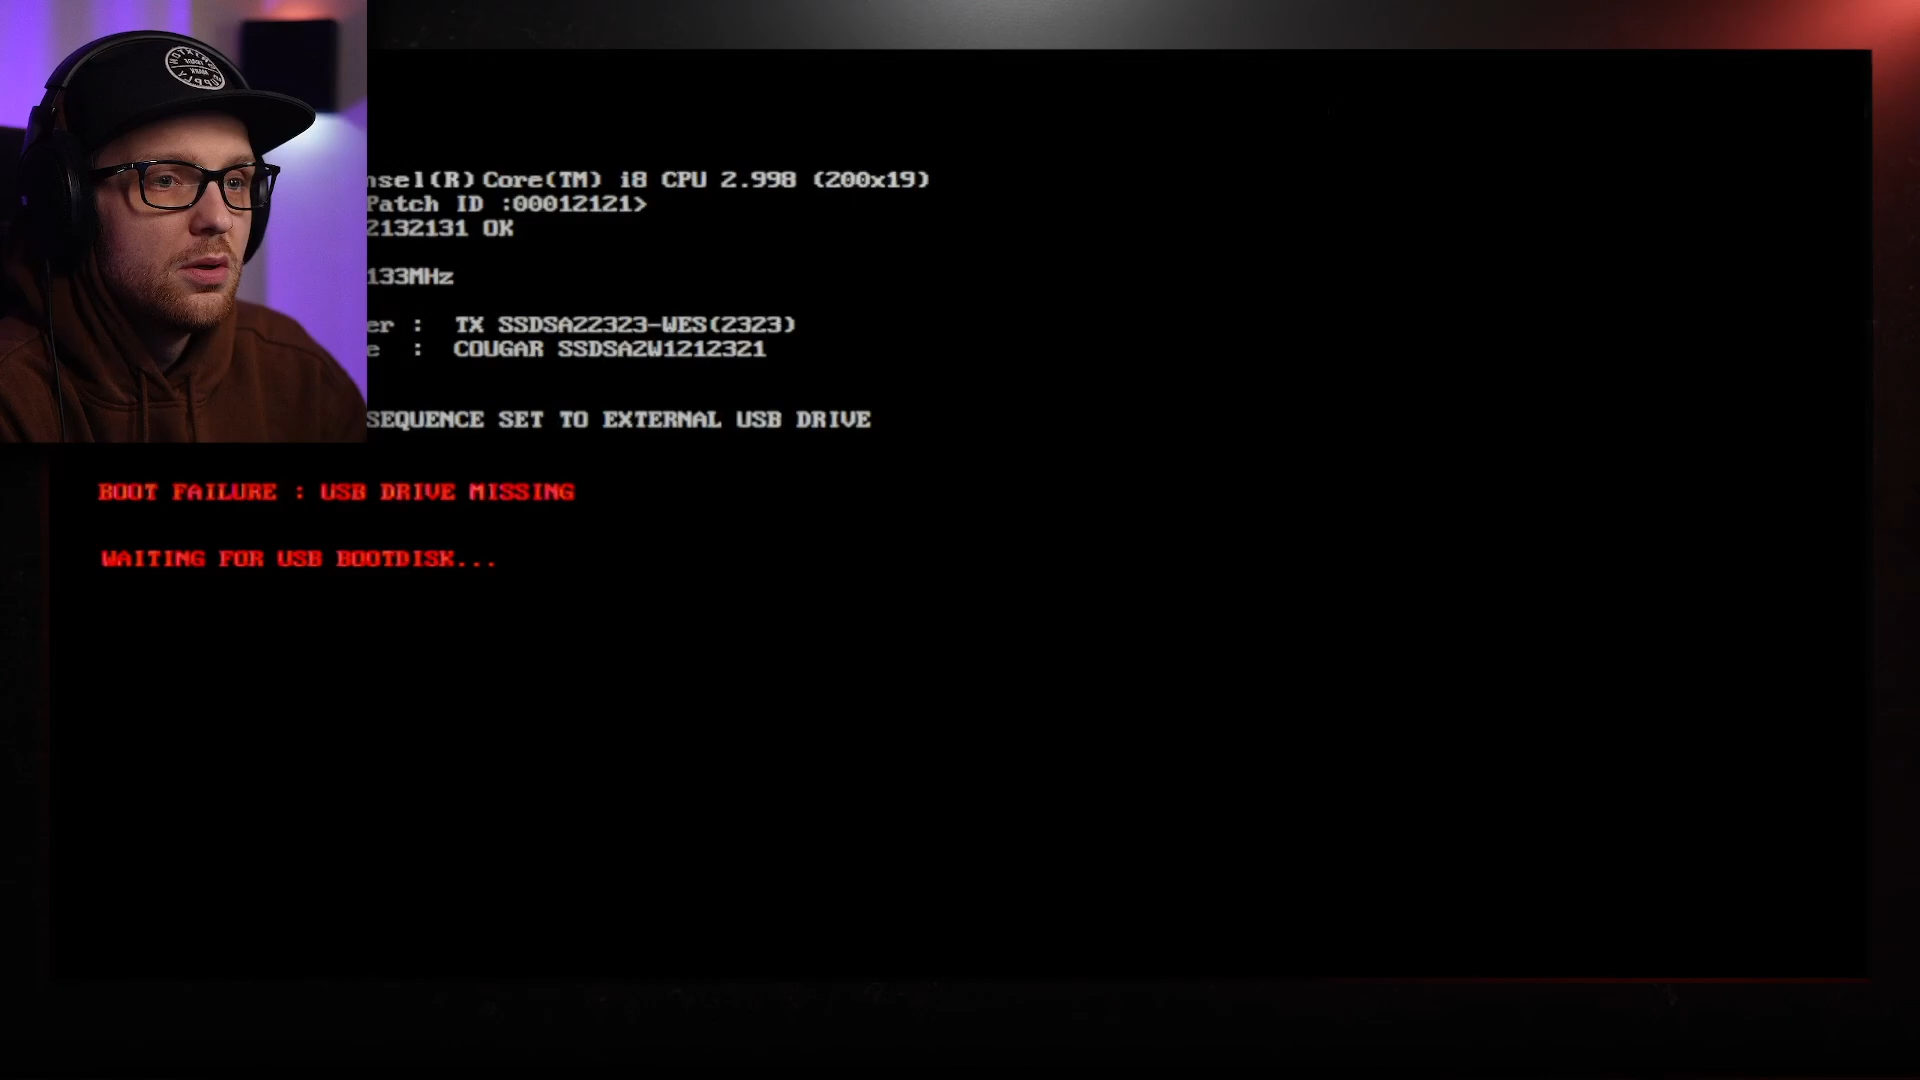 nsel(R) Core(TM) i8 CPU 2.998 (200x19)
Patch ID :00012121>
2132131 OK
133MHz
er : TX SSDSA22323-WES(2323)
e : COUGAR SSDSA2W1212321
SEQUENCE SET TO EXTERNAL USB DRIVE
BOOT FAILURE : USB DRIVE MISSING
WAITING FOR USB BOOTDISK...